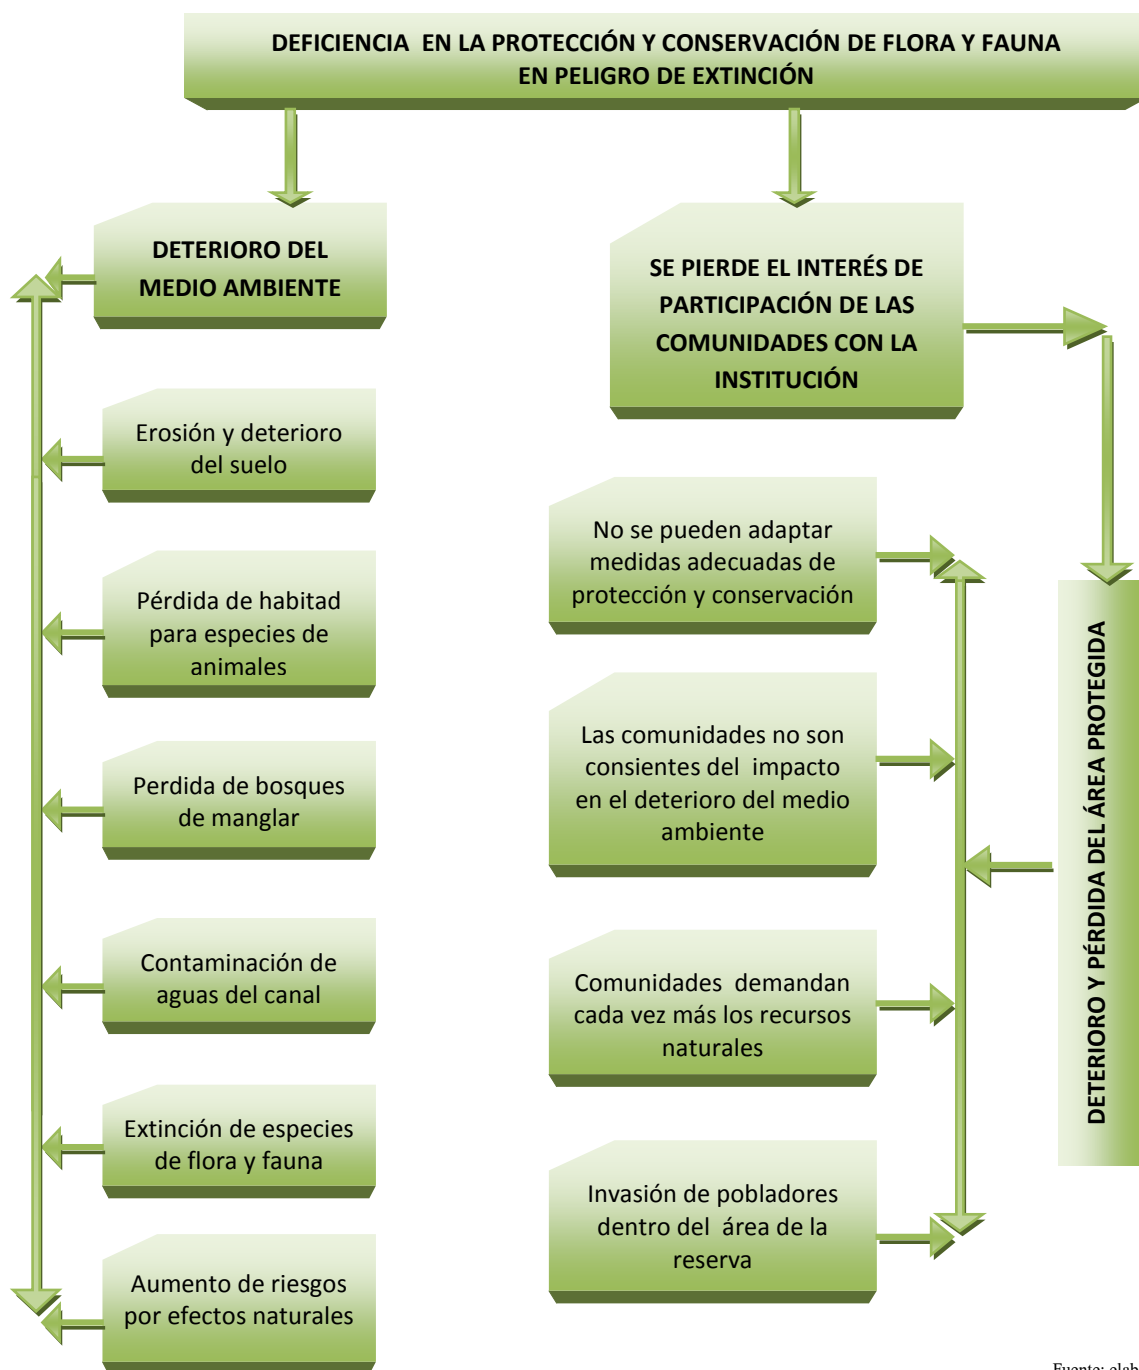 DEFICIENCIA EN LA PROTECCIÓN Y CONSERVACIÓN DE FLORA Y FAUNA
EN PELIGRO DE EXTINCIÓN
DETERIORO DEL
MEDIO AMBIENTE
Erosión y deterioro
del suelo
Pérdida de habitad
para especies de
animales
Perdida de bosques
de manglar
Contaminación de
aguas del canal
Extinción de especies
de flora y fauna
Aumento de riesgos
por efectos naturales
SE PIERDE EL INTERÉS DE
PARTICIPACIÓN DE LAS
COMUNIDADES CON LA
INSTITUCIÓN
No se pueden adaptar
medidas adecuadas de
protección y conservación
Las comunidades no son
consientes del impacto
en el deterioro del medio
ambiente
Comunidades demandan
cada vez más los recursos
naturales
Invasión de pobladores
dentro del área de la
reserva
DETERIORO Y PÉRDIDA DEL ÁREA PROTEGIDA
Fuente: elab